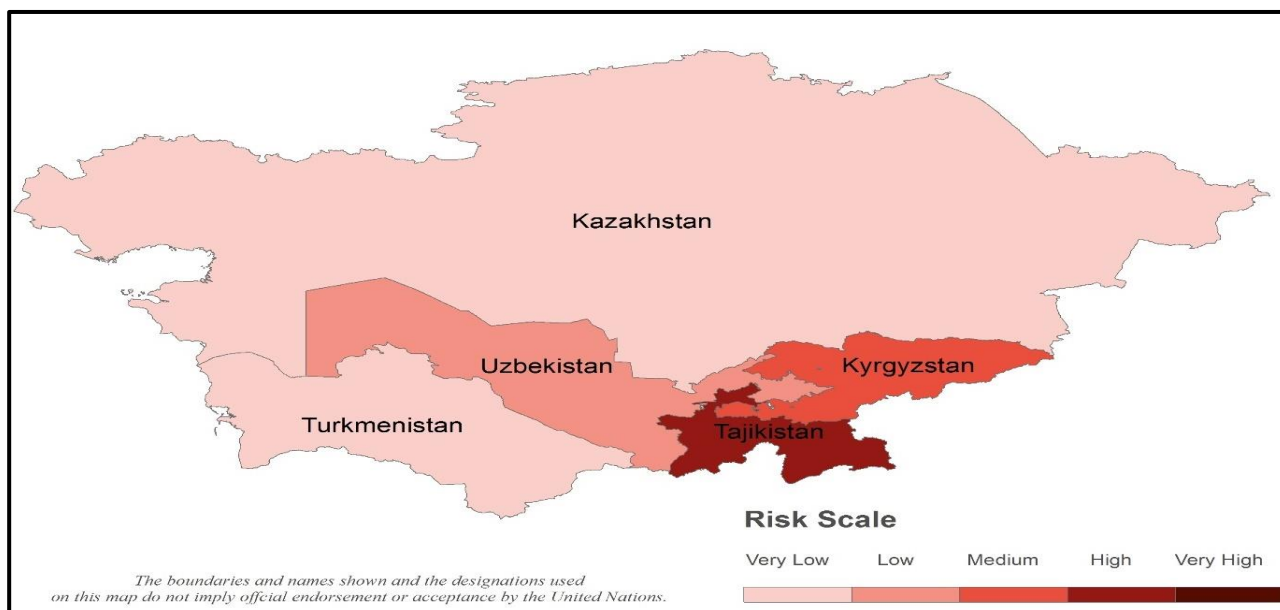 Kazakhstan
Uzbekistan
Kyrgyzstan
Turkmenistan
Tajikistan
Risk Scale
Very Low Low Medium High Very High
The boundaries and names shown and the designations used
on this map do not imply offcial endorsement or acceptance by the United Nations.